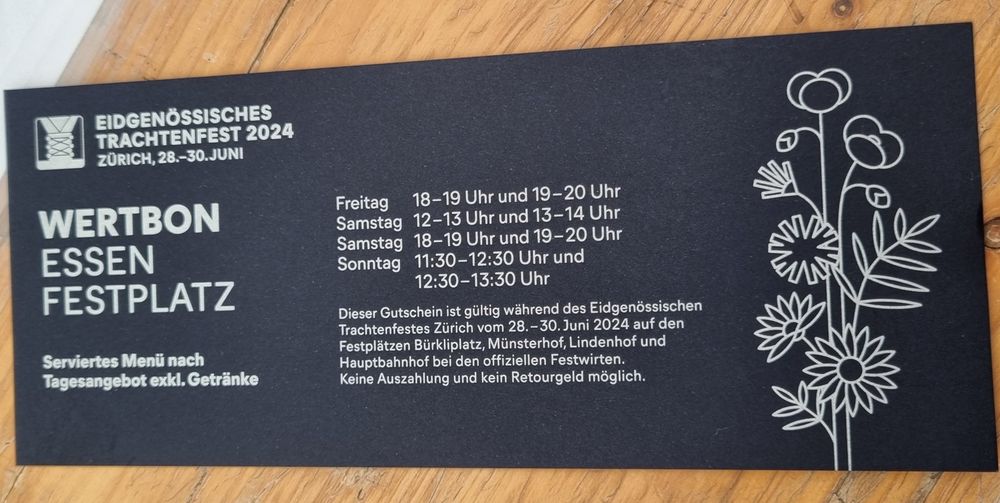 EIDGENÖSSISCHES
TRACHTENFEST 2024
ZÜRICH, 28.–30. JUNI
WERTBON
ESSEN
FESTPLATZ
Serviertes Menü nach
Tagesangebot exkl. Getränke
Freitag 18–19 Uhr und 19–20 Uhr
Samstag 12–13 Uhr und 13–14 Uhr
Samstag 18–19 Uhr und 19–20 Uhr
Sonntag 11:30–12:30 Uhr und
12:30–13:30 Uhr
Dieser Gutschein ist gültig während des Eidgenössischen
Trachtenfestes Zürich vom 28.–30. Juni 2024 auf den
Festplätzen Bürkliplatz, Münsterhof, Lindenhof und
Hauptbahnhof bei den offiziellen Festwirten.
Keine Auszahlung und kein Retourgeld möglich.